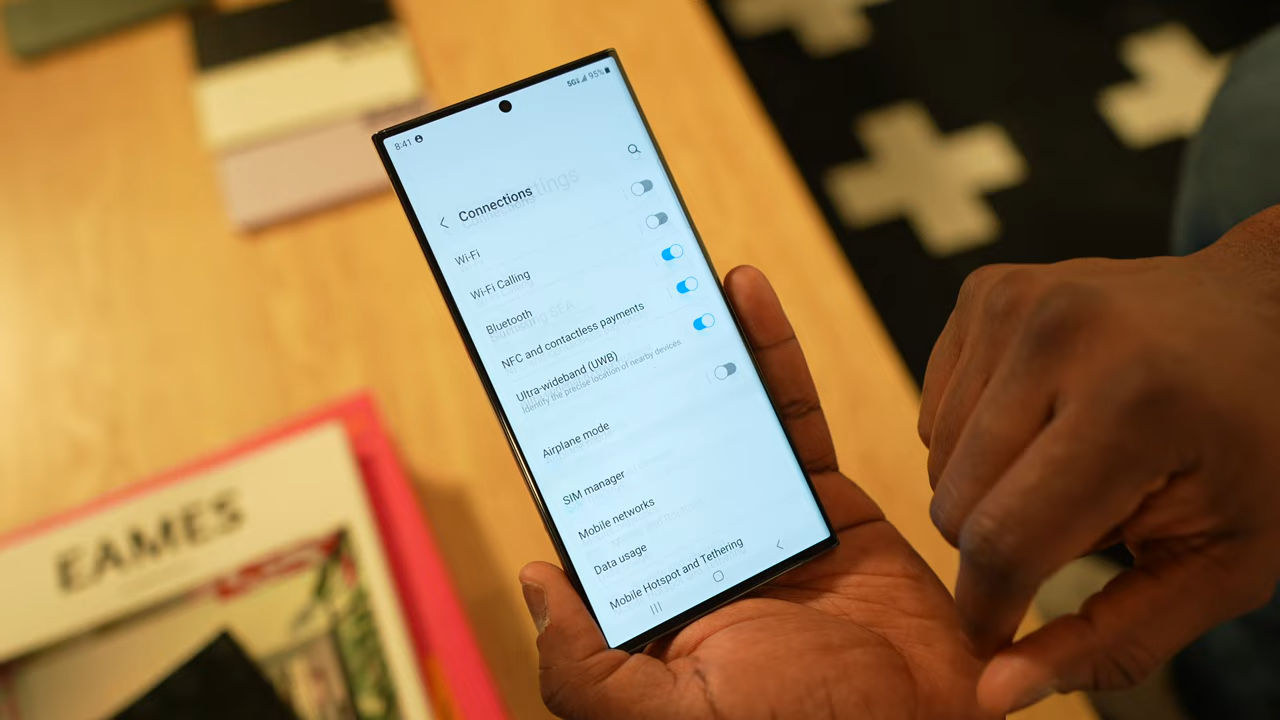 8:41
5G 95%
Connections
Wi-Fi
Wi-Fi Calling
Bluetooth
NFC and contactless payments
Ultra-wideband (UWB)
Identify the precise location of nearby devices.
Airplane mode
SIM manager
Mobile networks
Data usage
Mobile Hotspot and Tethering
EAMES